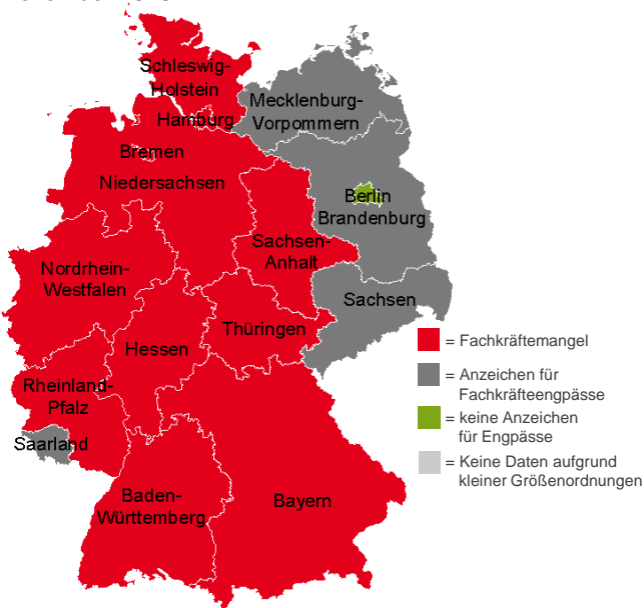 Schleswig-
Holstein
Mecklenburg-
Vorpommern
Hamburg
Bremen
Niedersachsen
Berlin
Brandenburg
Sachsen-
Anhalt
Nordrhein-
Westfalen
Sachsen
Thüringen
Hessen
Rheinland-
Pfalz
Saarland
Baden-
Württemberg
Bayern
= Fachkräftemangel
= Anzeichen für
Fachkräfteengpässe
= keine Anzeichen
für Engpässe
= Keine Daten aufgrund
kleiner Größenordnungen